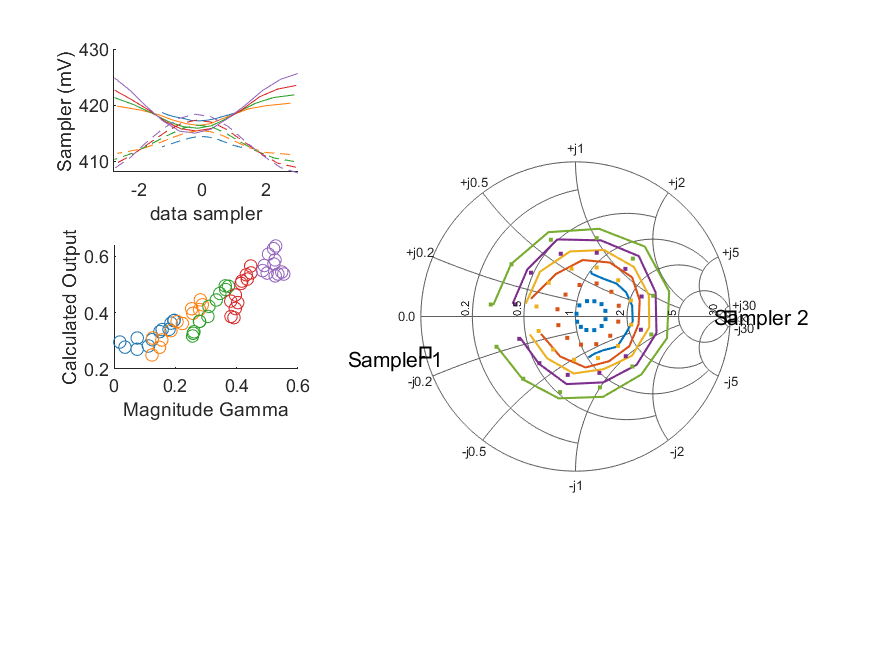 430
420
410
Sampler (mV)
-2
0
2
data sampler
0.6
0.4
0.2
Calculated Output
0
0.2
0.4
0.6
Magnitude Gamma
+j1
+j0.5
+j2
+j0.2
+j5
+j30
0.0
0.2
0.5
1
2
5
30
-j30
Sampler 2
Sampler 1
-j0.2
-j5
-j0.5
-j2
-j1